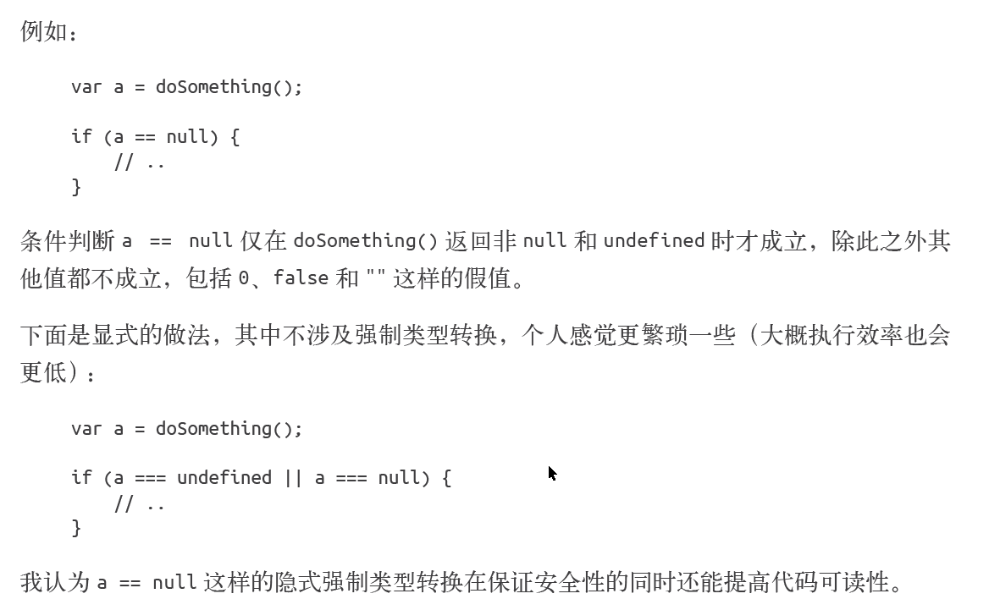 例如：
var a = doSomething();
if (a == null) {
    // ..
}
条件判断 a == null 仅在 doSomething() 返回非 null 和 undefined 时才成立，除此之外其
他值都不成立，包括 0、false 和 "" 这样的假值。
下面是显式的做法，其中不涉及强制类型转换，个人感觉更繁琐一些（大概执行效率也会
更低）：
var a = doSomething();
if (a === undefined || a === null) {
    // ..
}
我认为 a == null 这样的隐式强制类型转换在保证安全性的同时还能提高代码可读性。